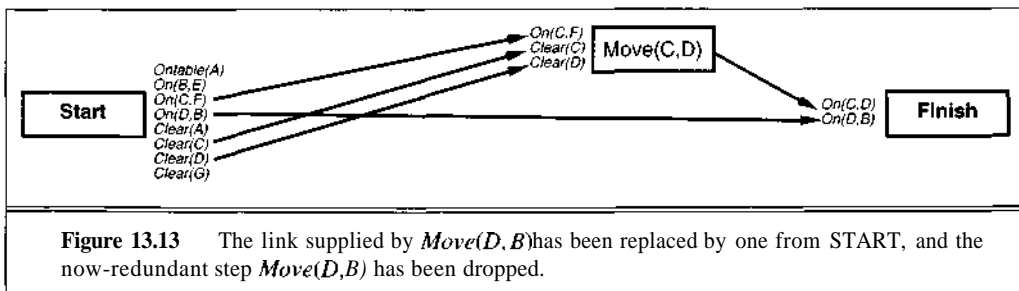 On(C,F)
Clear(C)
Clear(D)
Move(C,D)
Ontable(A)
On(B,E)
On(C,F)
On(D,B)
Clear(A)
Clear(C)
Clear(D)
Clear(G)
Start
On(C,D)
On(D,B)
Finish
Figure 13.13 The link supplied by Move(D,B)has been replaced by one from START, and the
now-redundant step Move(D,B) has been dropped.